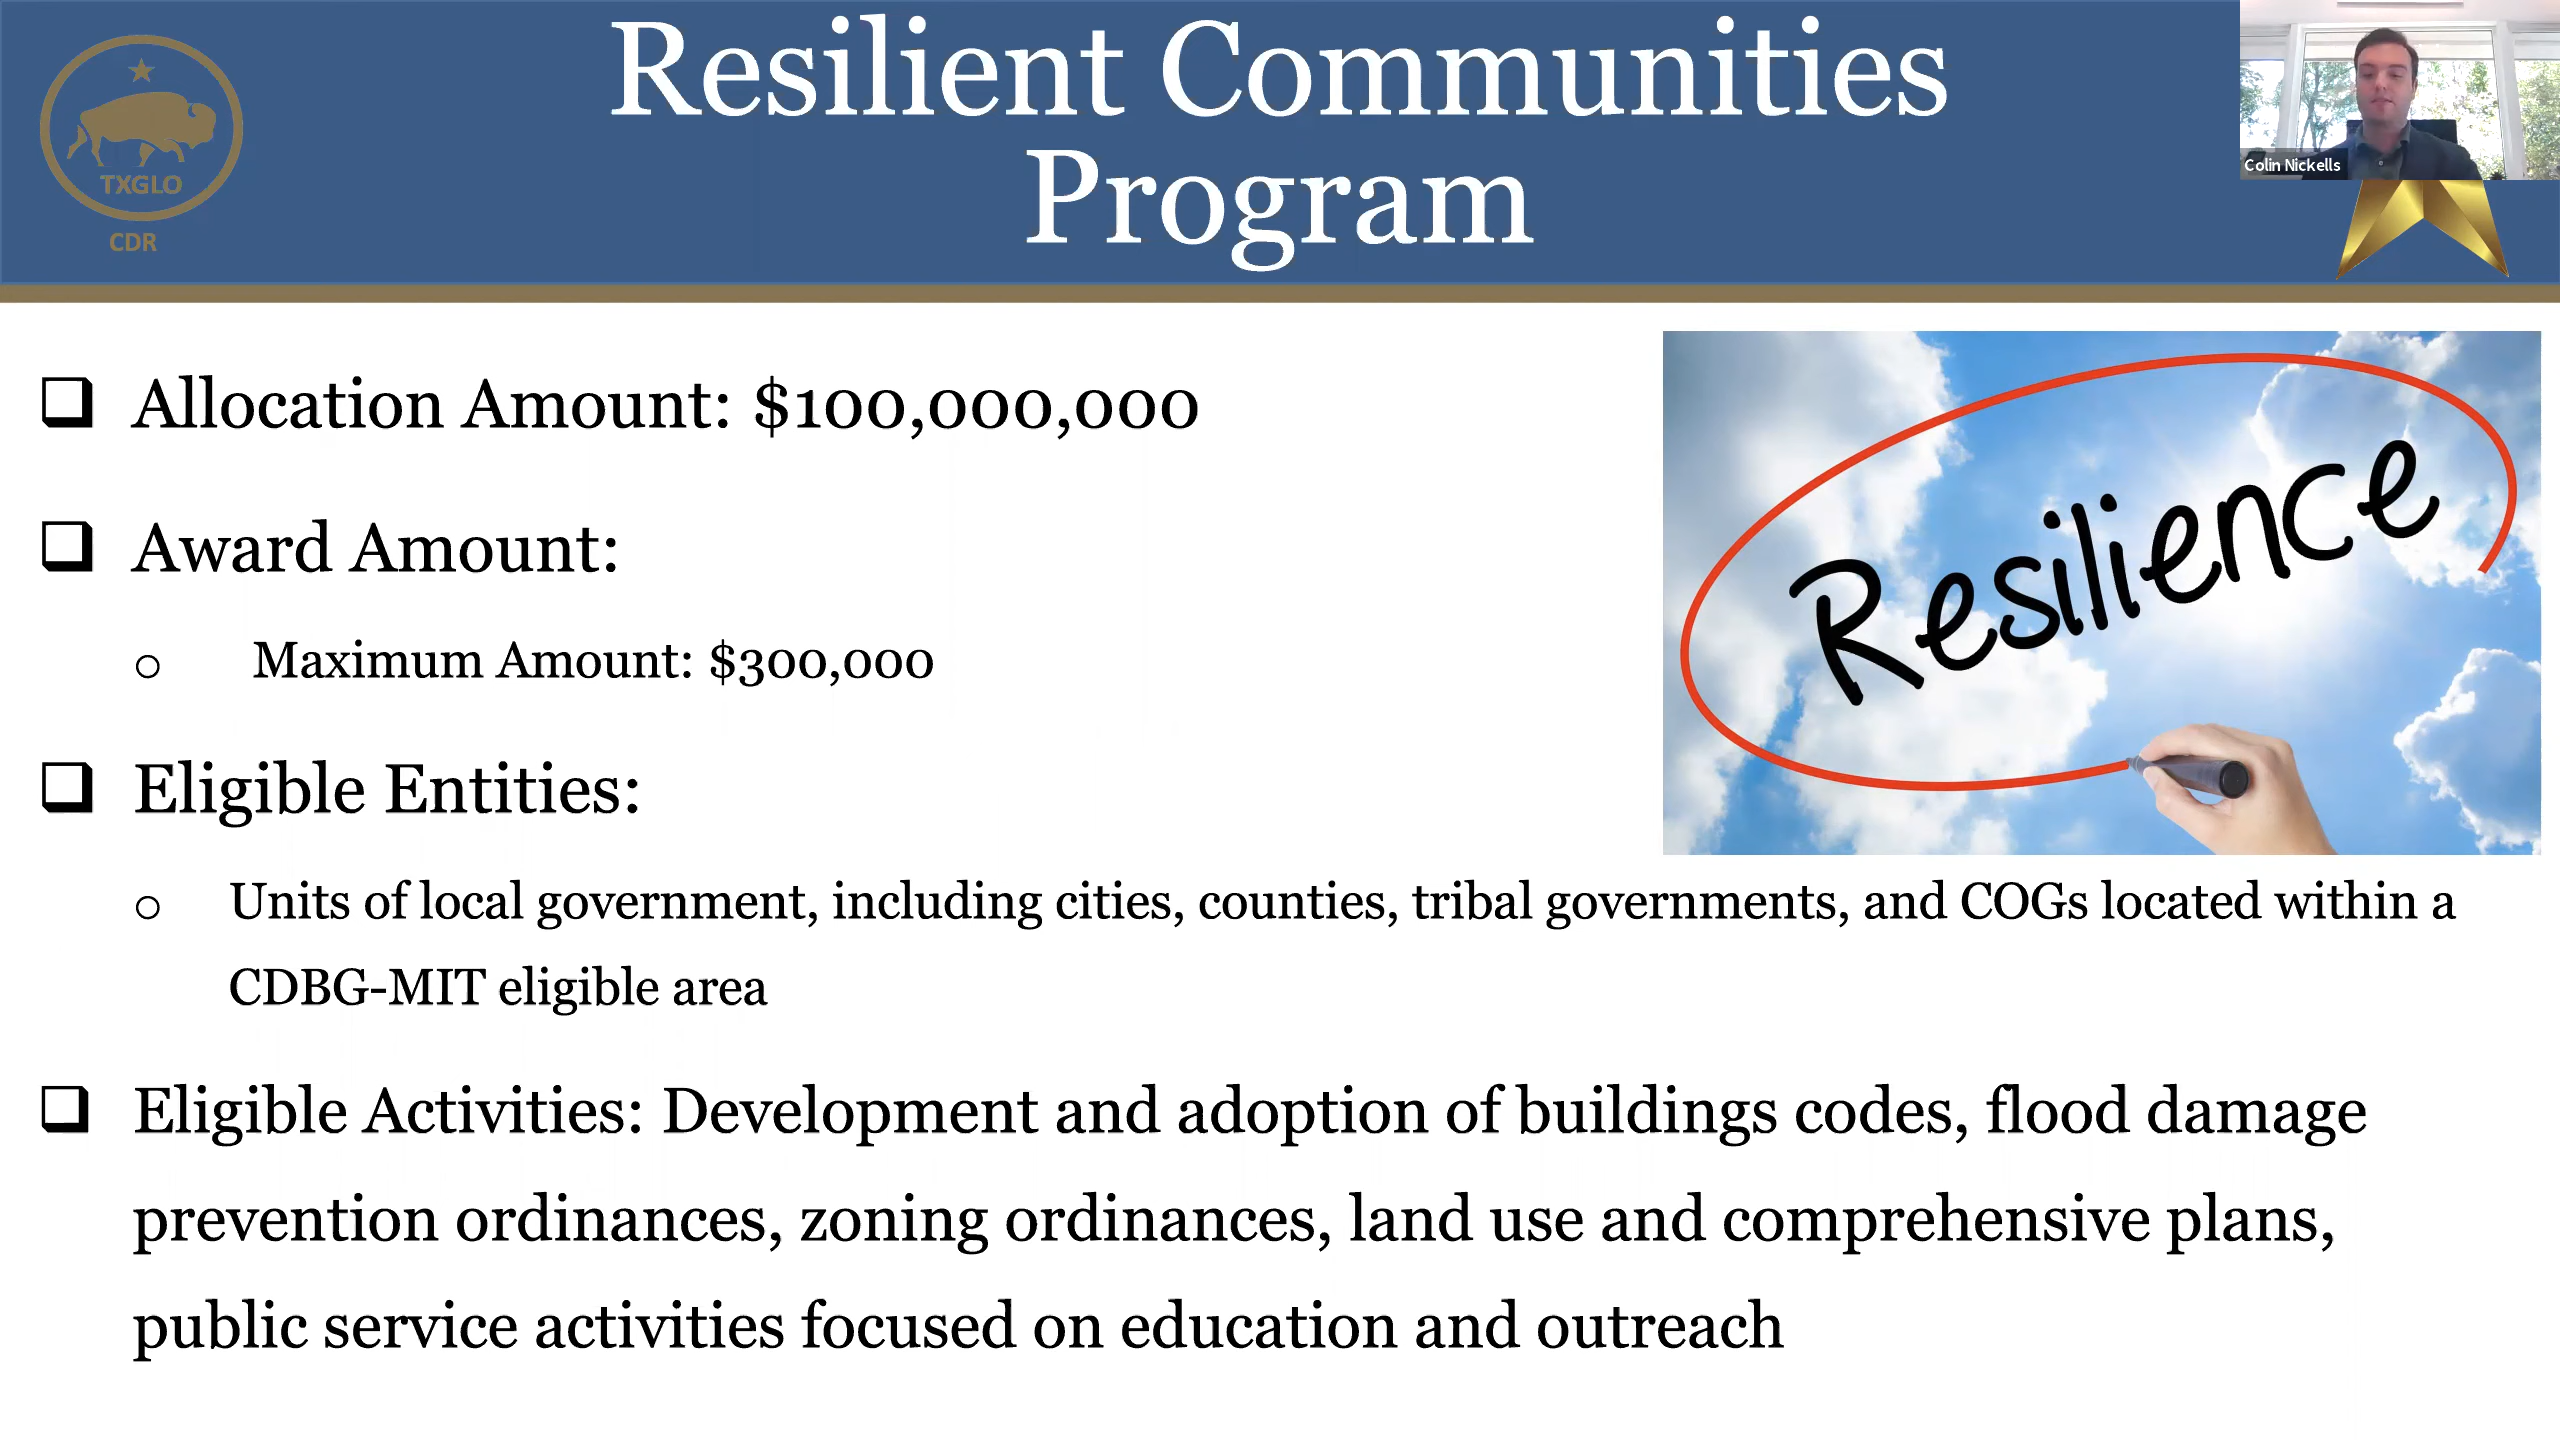 Resilient Communities
Program
TXGLO
CDR
Colin Nickells
Allocation Amount: $100,000,000
Award Amount:
Maximum Amount: $300,000
Resilience
Eligible Entities:
Units of local government, including cities, counties, tribal governments, and COGs located within a
CDBG-MIT eligible area
Eligible Activities: Development and adoption of buildings codes, flood damage
prevention ordinances, zoning ordinances, land use and comprehensive plans,
public service activities focused on education and outreach